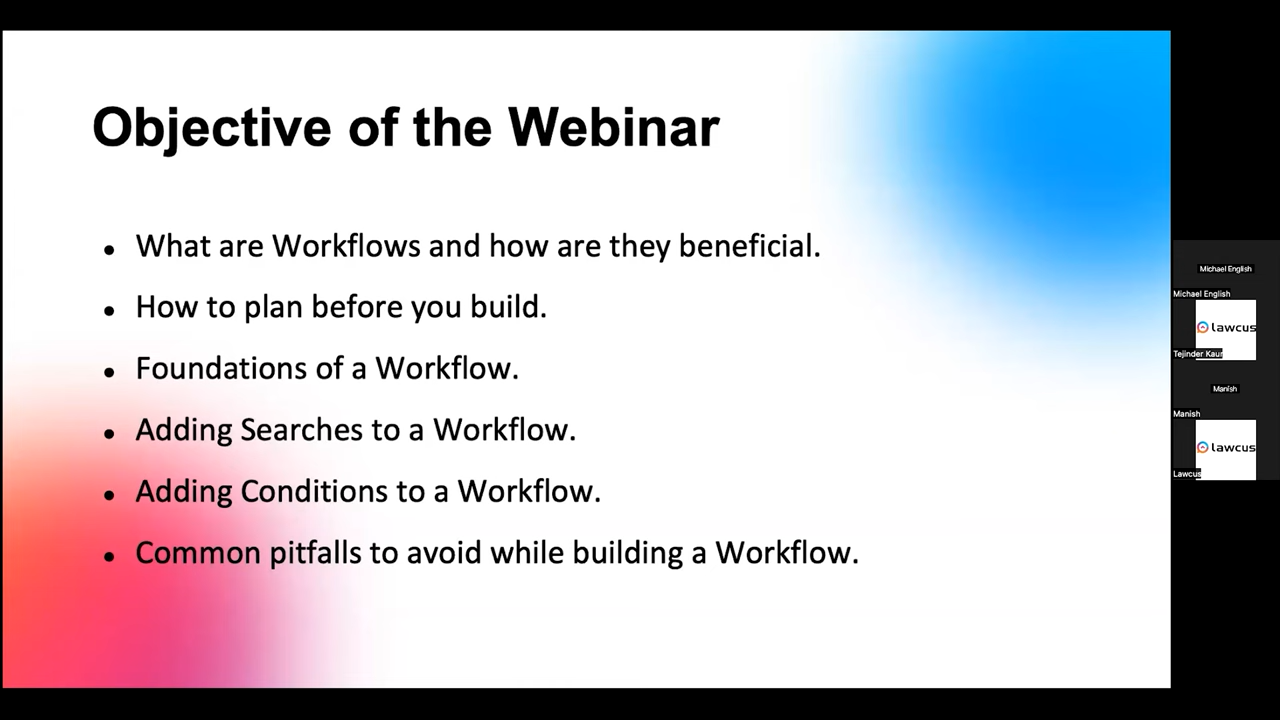 Objective of the Webinar
• What are Workflows and how are they beneficial.
• How to plan before you build.
• Foundations of a Workflow.
• Adding Searches to a Workflow.
• Adding Conditions to a Workflow.
• Common pitfalls to avoid while building a Workflow.
Michael English
Michael English
lawcus
Tejinder Kaur
Manish
Manish
lawcus
Lawcus